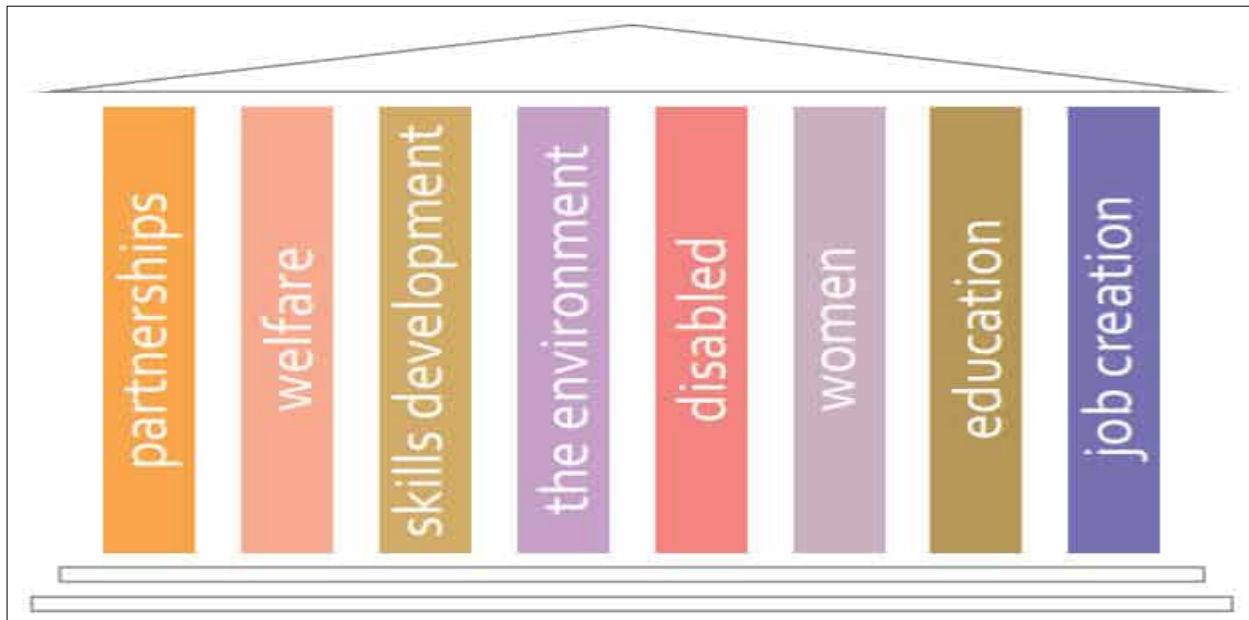 partnerships
welfare
skills development
the environment
disabled
women
education
job creation